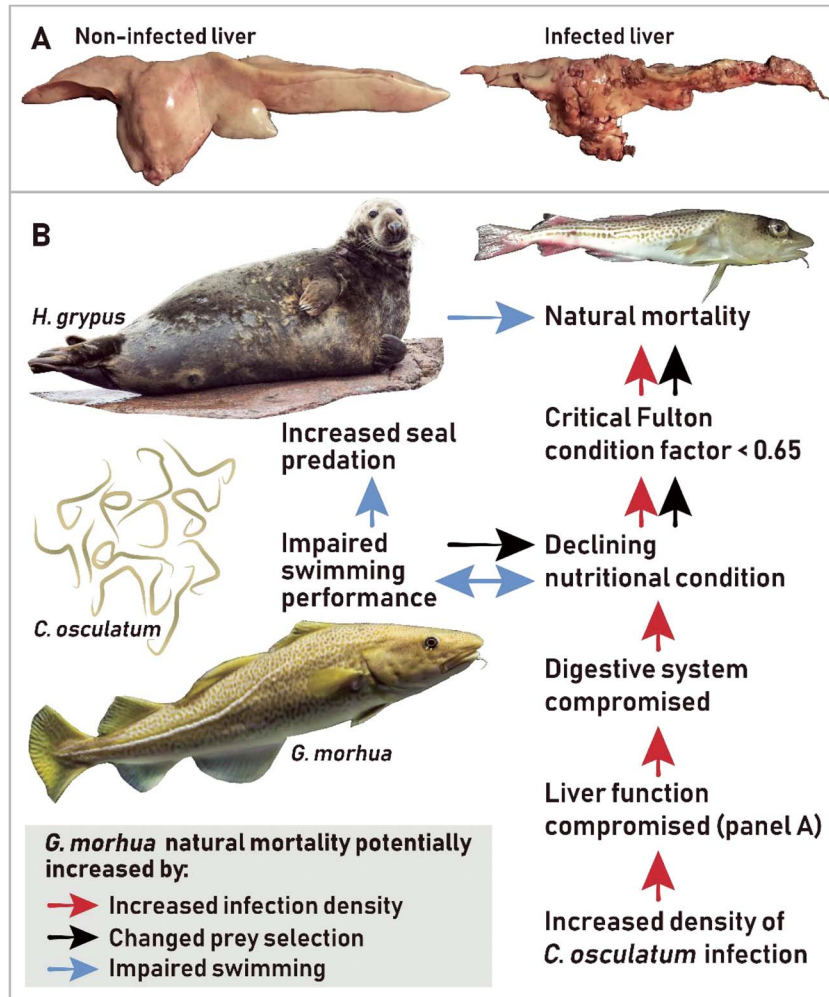 A
Non-infected liver
Infected liver
B
H. grypus
Natural mortality
Critical Fulton
condition factor < 0.65
Increased seal
predation
Impaired
swimming
performance
Declining
nutritional condition
C. osculatum
Digestive system
compromised
G. morhua
Liver function
compromised (panel A)
Increased density of
C. osculatum infection
G. morhua natural mortality potentially
increased by:
Increased infection density
Changed prey selection
Impaired swimming